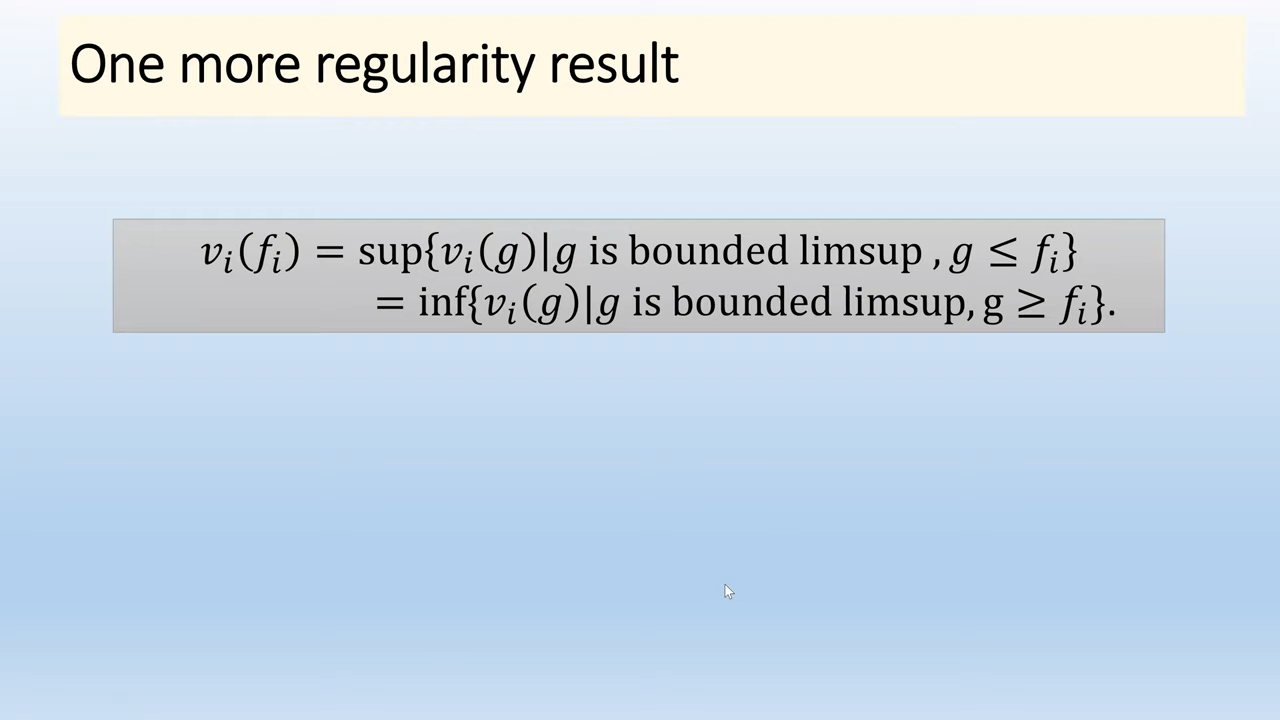 One more regularity result
𝑣ᵢ(𝑓ᵢ) = sup{𝑣ᵢ(𝑔)|𝑔 is bounded limsup , 𝑔 ≤ 𝑓ᵢ}
= inf{𝑣ᵢ(𝑔)|𝑔 is bounded limsup, g ≥ 𝑓ᵢ}.